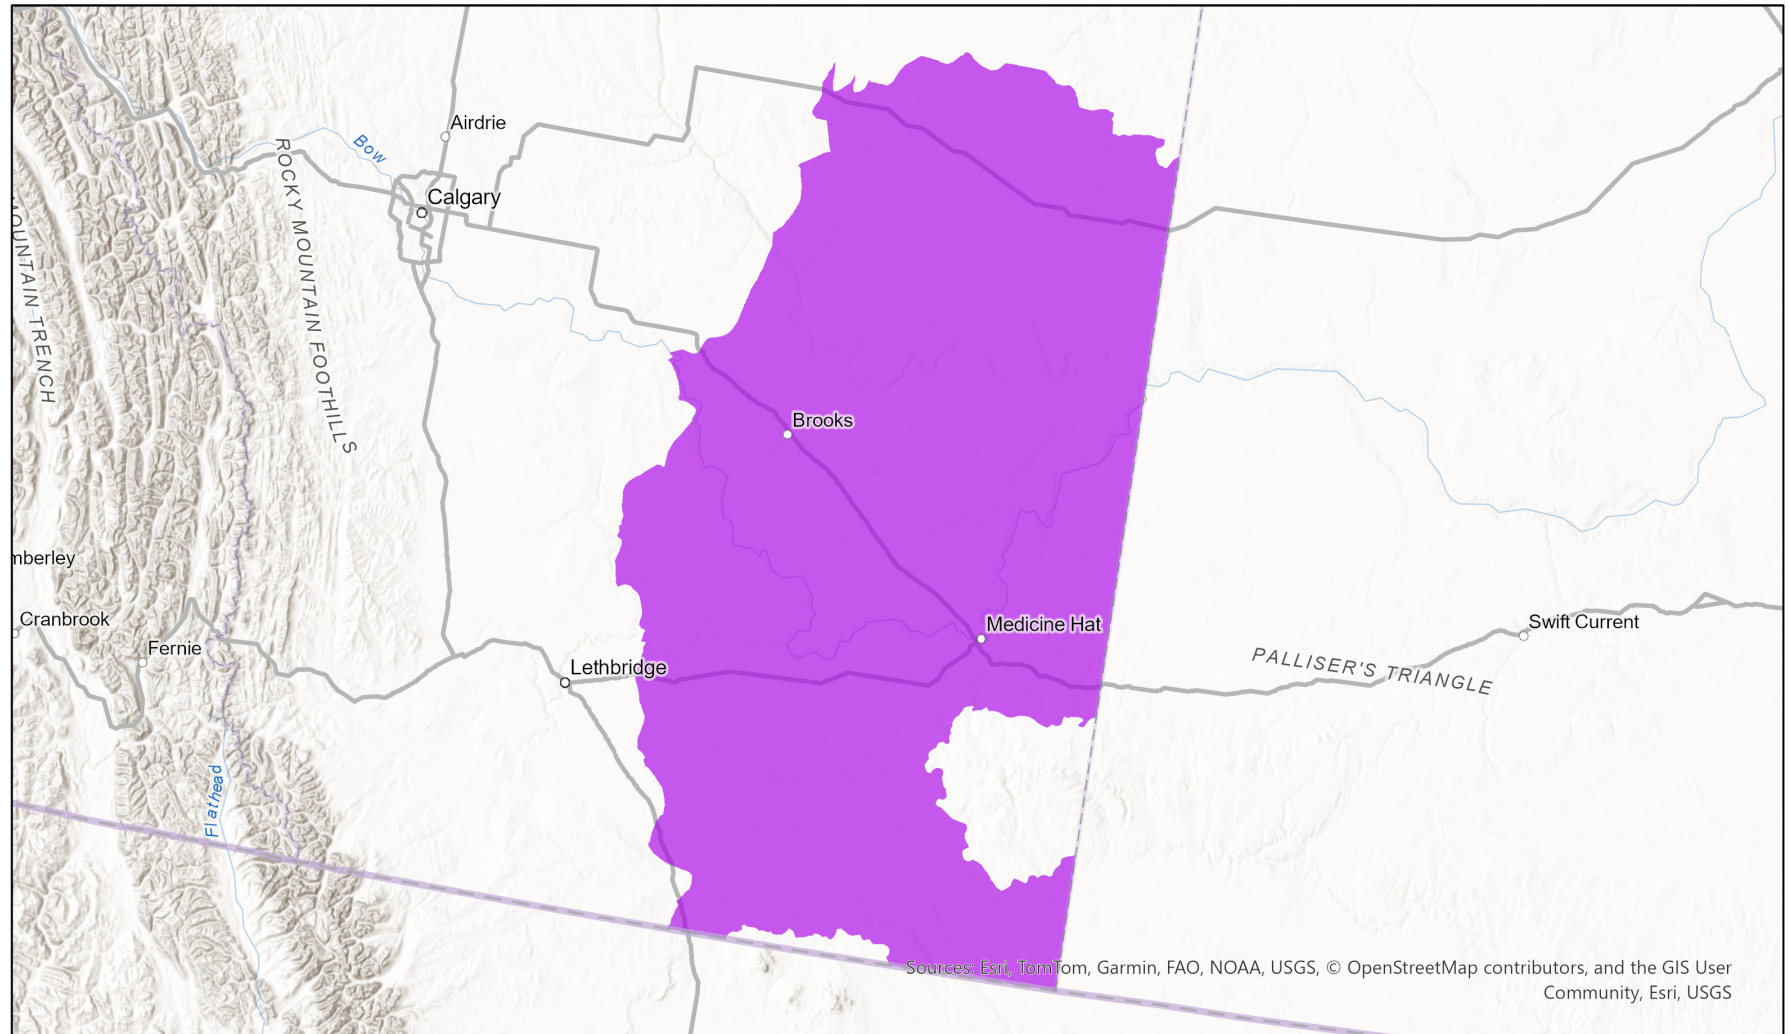 Airdrie
Bow
Calgary
ROCKY MOUNTAIN FOOTHILLS
MOUNTAIN TRENCH
Brooks
mberley
Cranbrook
Fernie
Medicine Hat
Swift Current
Lethbridge
PALLISER'S TRIANGLE
Flathead
Sources: Esri, TomTom, Garmin, FAO, NOAA, USGS, © OpenStreetMap contributors, and the GIS User
Community, Esri, USGS